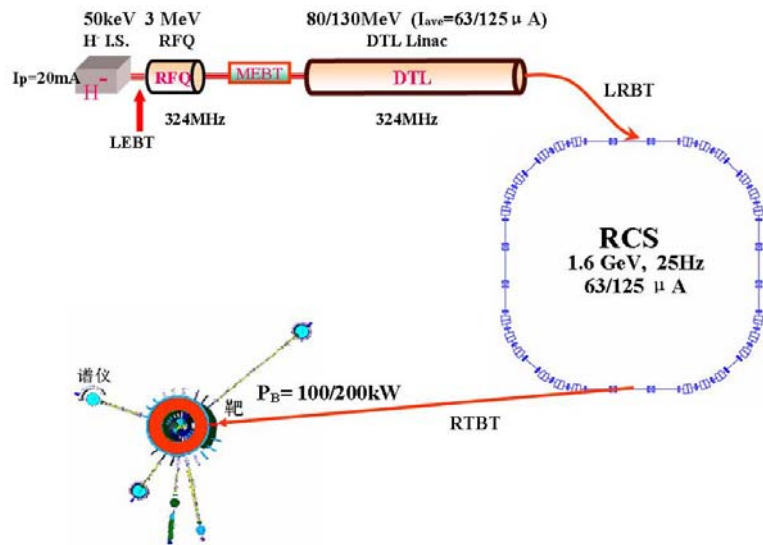 50keV 3 MeV
80/130MeV (Iave=63/125 μ A)
H⁻ I.S. RFQ
DTL Linac
Ip=20mA
H⁻
RFQ
MEBT
DTL
LRBT
324MHz
324MHz
LEBT
RCS
1.6 GeV, 25Hz
63/125 μ A
谱仪
靶
PB= 100/200kW
RTBT